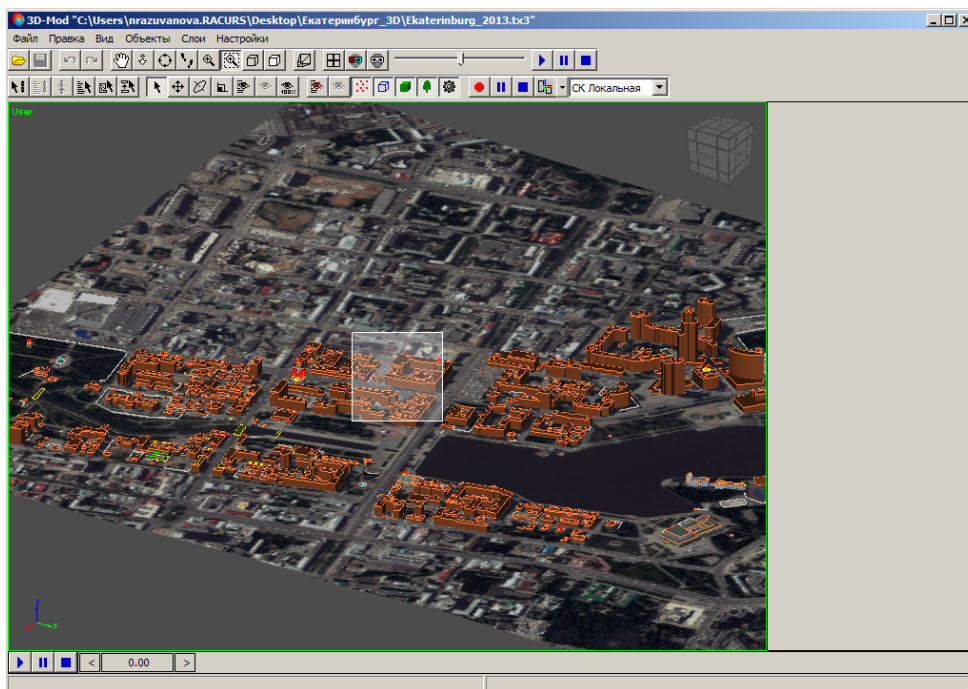 3D-Mod "C:\Users\nrazuvanova.RACURS\Desktop\Екатеринбург_3D\Ekaterinburg_2013.tx3"
Файл Правка Вид Объекты Слои Настройки
100%
СК Локальная
User
z
< 0.00 >